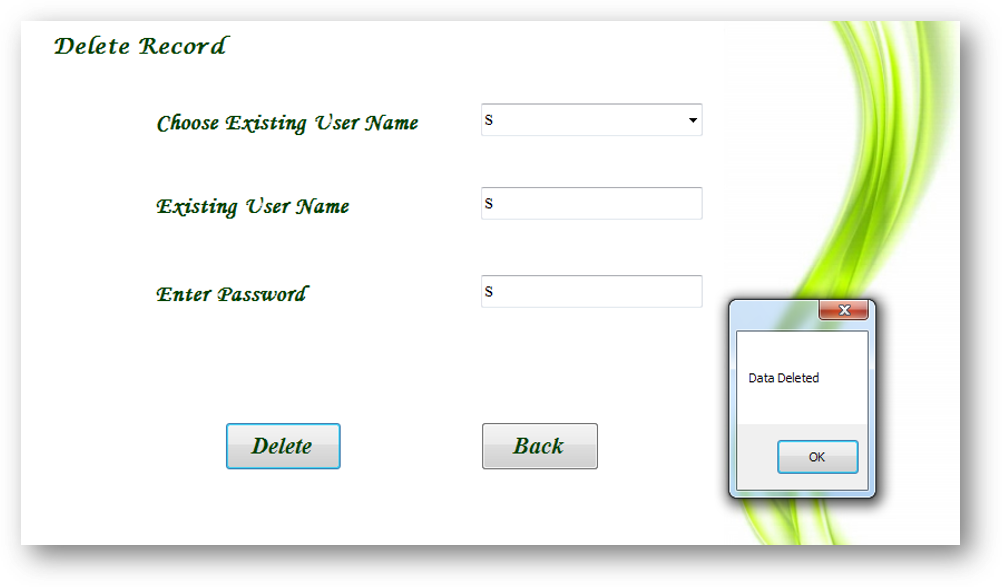 Delete Record
Choose Existing User Name S
Existing User Name S
Enter Password S
Data Deleted
OK
Delete Back